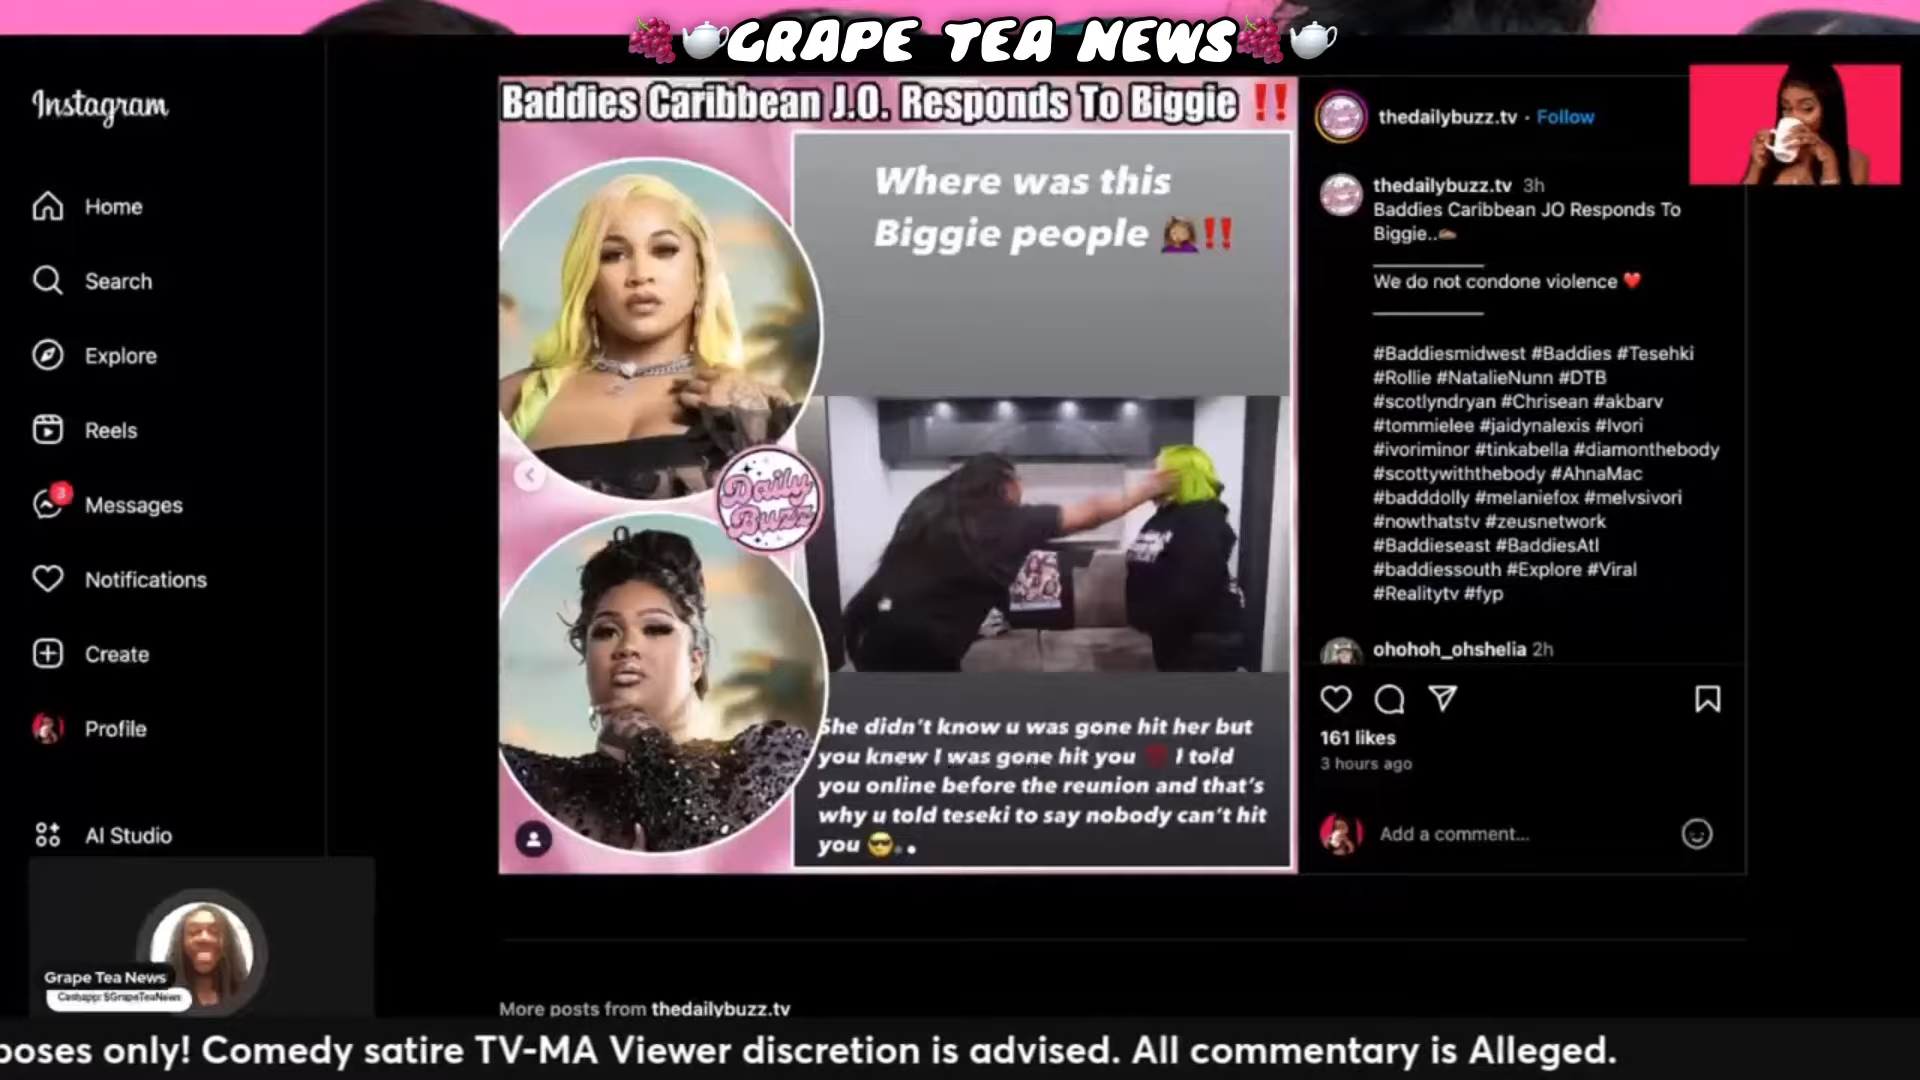 GRAPE TEA NEWS
Instagram
Home
Search
Explore
Reels
3
Messages
Notifications
Create
Profile
AI Studio
Grape Tea News
Cashapp: $GrapeTeaNews
Baddies Caribbean J.O. Responds To Biggie ‼️
Where was this
Biggie people 🤦🏽‍♀️‼️
Daily
Buzz
She didn't know u was gone hit her but
you knew I was gone hit you ‼️ I told
you online before the reunion and that's
why u told teseki to say nobody can't hit
you 😎
thedailybuzz.tv · Follow
thedailybuzz.tv 3h
Baddies Caribbean JO Responds To
Biggie..
We do not condone violence ❤️
#Baddiesmidwest #Baddies #Tesehki
#Rollie #NatalieNunn #DTB
#scotlyndryan #Chrisean #akbarv
#tommielee #jaidynalexis #Ivori
#ivoriminor #tinkabella #diamonthebody
#scottywiththebody #AhnaMac
#badddolly #melaniefox #melvsivori
#nowthatstv #zeusnetwork
#Baddieseast #BaddiesAtl
#baddiessouth #Explore #Viral
#Realitytv #fyp
ohohoh_ohshelia 2h
161 likes
3 hours ago
Add a comment...
More posts from thedailybuzz.tv
poses only! Comedy satire TV-MA Viewer discretion is advised. All commentary is Alleged.